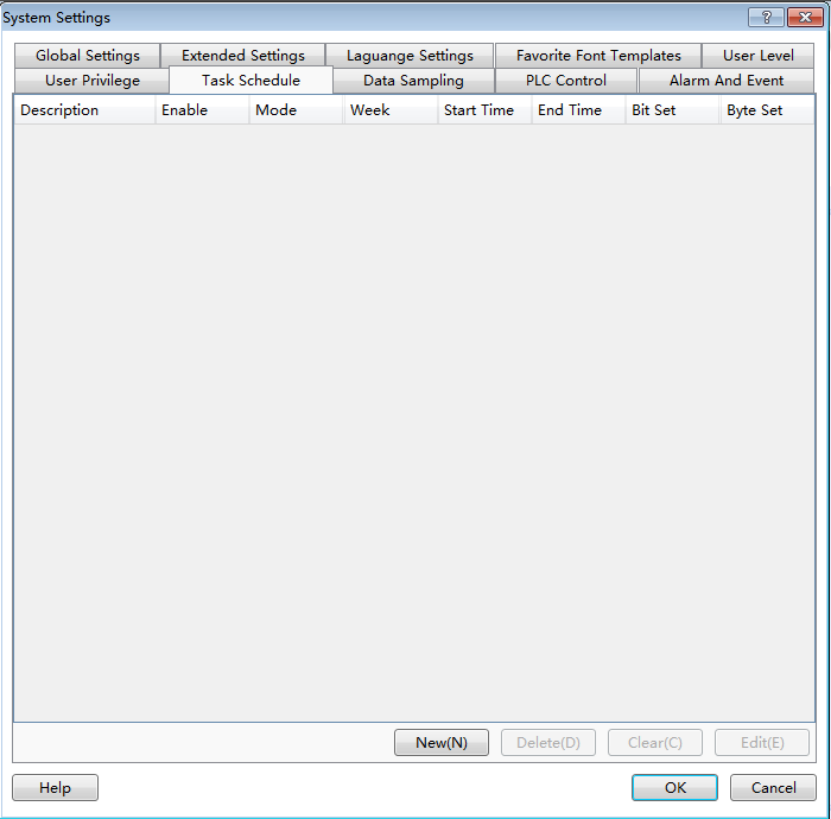 System Settings
Global Settings Extended Settings Laguange Settings Favorite Font Templates User Level
User Privilege Task Schedule Data Sampling PLC Control Alarm And Event
Description Enable Mode Week Start Time End Time Bit Set Byte Set
New(N) Delete(D) Clear(C) Edit(E)
Help OK Cancel